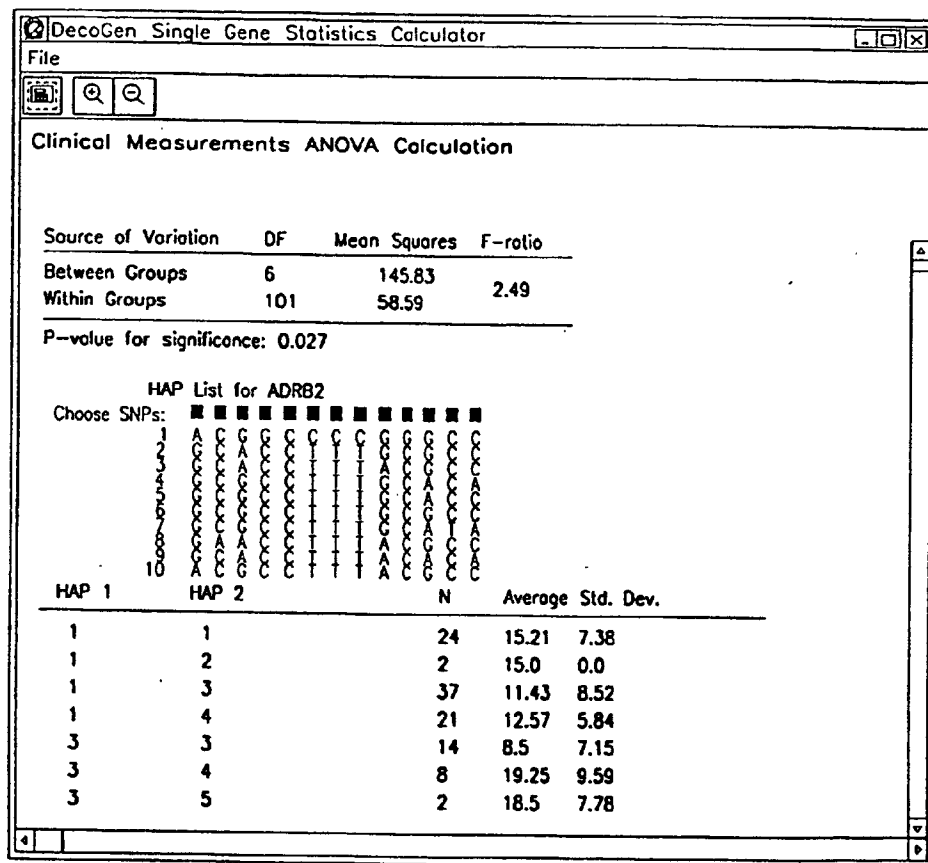 DecoGen Single Gene Statistics Calculator
File
Clinical Measurements ANOVA Calculation
Source of Variation DF Mean Squares F-ratio
Between Groups 6 145.83
2.49
Within Groups 101 58.59
P-value for significance: 0.027
HAP List for ADRB2
Choose SNPs:
1 A C G G C C C C G G G C C
2 G C A C C T T T G C G C C
3 G C A C C T T T A C G C C
4 G C G C C T T T G C A C A
5 G C G C C T T T G C A C C
6 G C G C C T T T G C G C C
7 G C G C C T T T G C A T A
8 G A A C C T T T A C G C C
9 G C A C C T T T A C G C A
10 A C G C C T T T A C G C C
HAP 1 HAP 2 N Average Std. Dev.
1 1 24 15.21 7.38
1 2 2 15.0 0.0
1 3 37 11.43 8.52
1 4 21 12.57 5.84
3 3 14 8.5 7.15
3 4 8 19.25 9.59
3 5 2 18.5 7.78